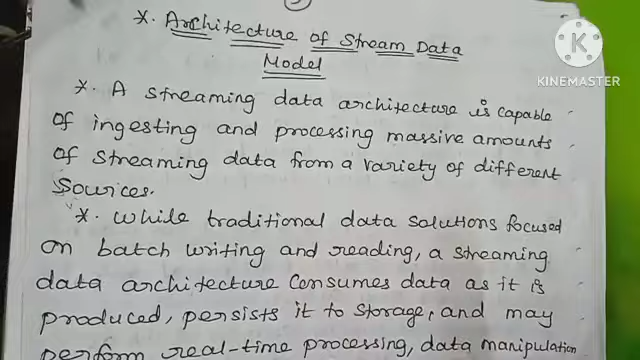 *. Architecture of Stream Data
Model
*. A streaming data architecture is capable
of ingesting and processing massive amounts
of streaming data from a variety of different
Sources.
*. While traditional data solutions focused
on batch writing and reading, a streaming
data architecture consumes data as it is
produced, persists it to storage, and may
perform real-time processing, data manipulation
KINEMASTER